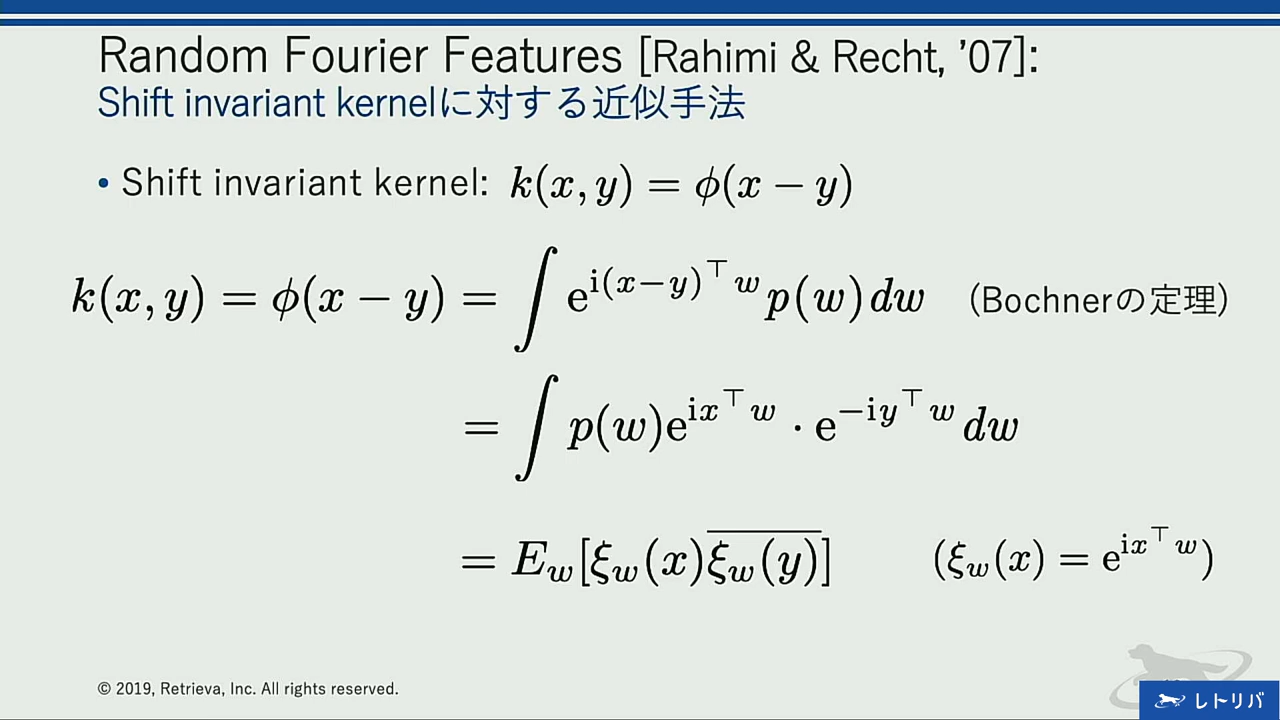 Random Fourier Features [Rahimi & Recht, ’07]:
Shift invariant kernelに対する近似手法
• Shift invariant kernel: k(x, y) = ϕ(x − y)
k(x, y) = ϕ(x − y) = ∫ e^{i(x−y)^⊤ w} p(w) dw (Bochnerの定理)
= ∫ p(w)e^{ix^⊤ w} · e^{−iy^⊤ w} dw
= E_w[ξ_w(x)\overline{ξ_w(y)}] (ξ_w(x) = e^{ix^⊤ w})
© 2019, Retrieva, Inc. All rights reserved.
レトリバ